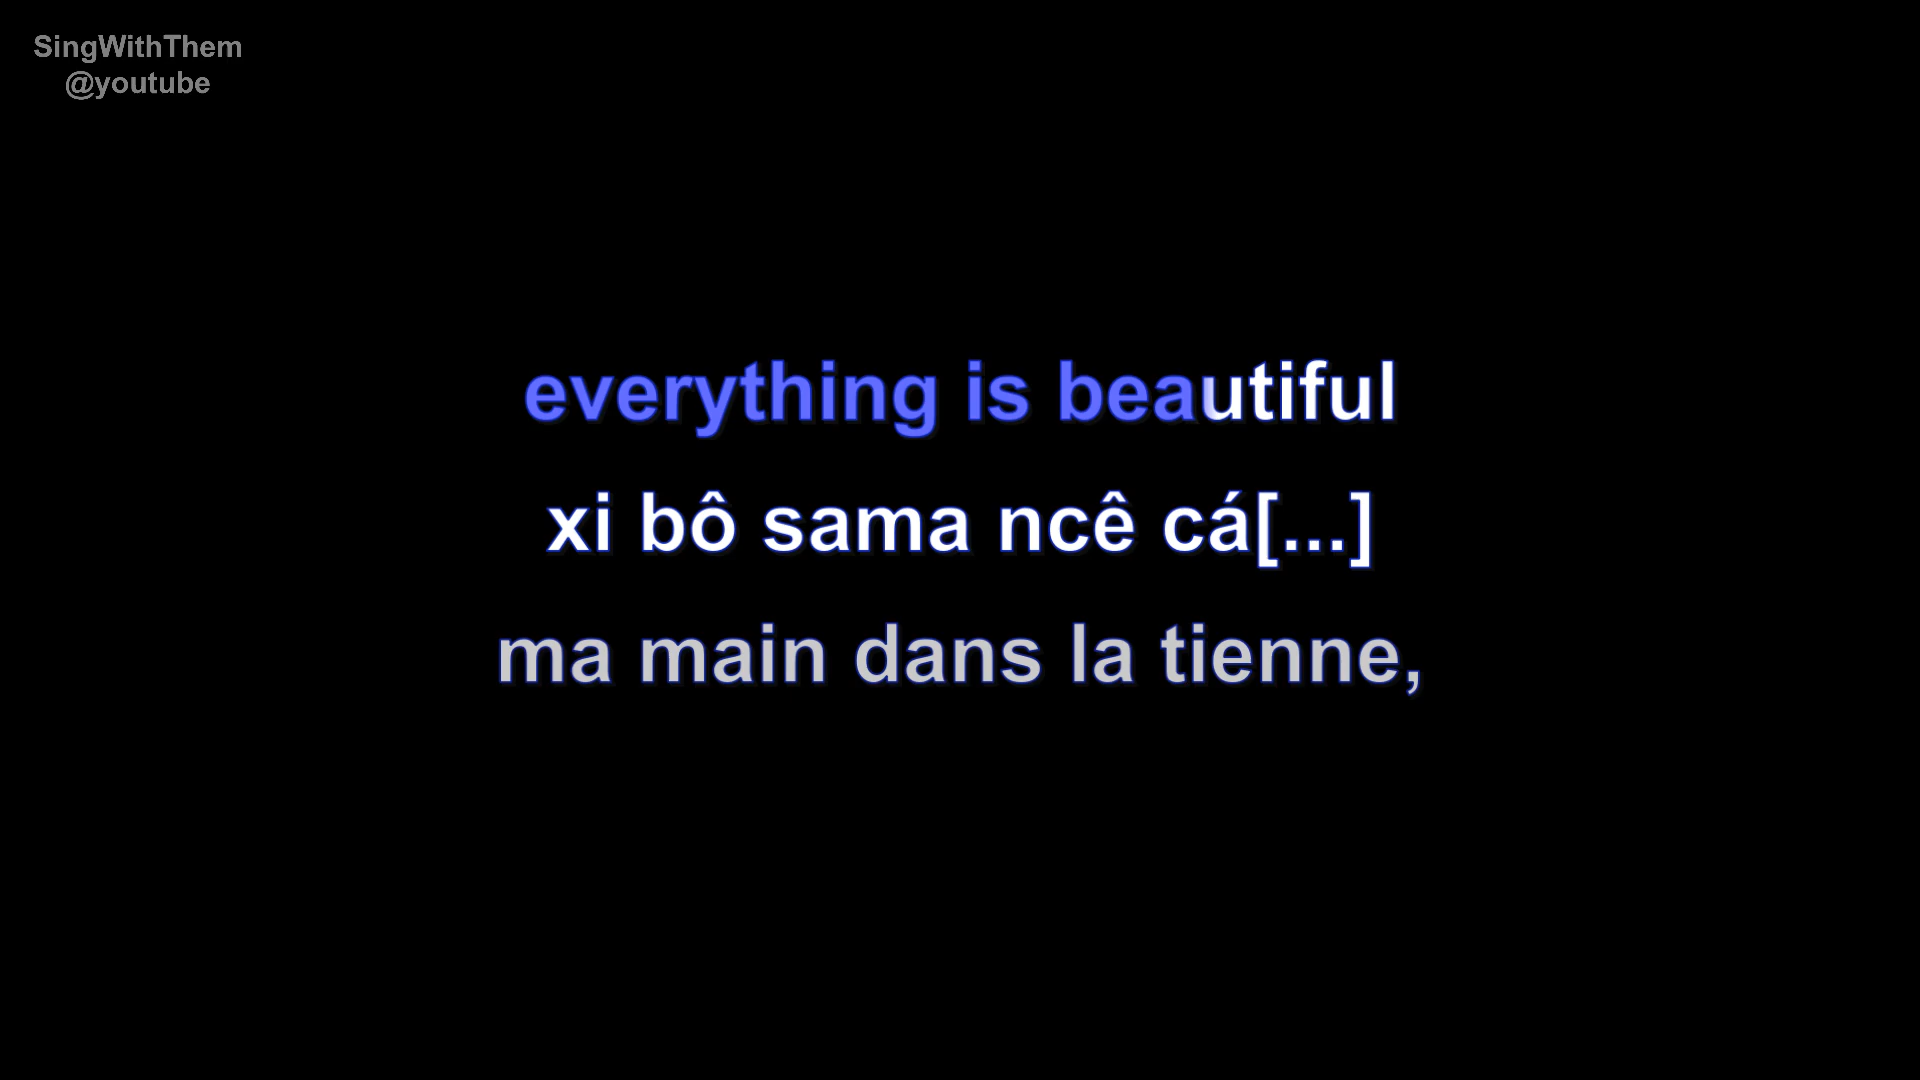 SingWithThem
@youtube
everything is beautiful
xi bô sama ncê cá[...]
ma main dans la tienne,